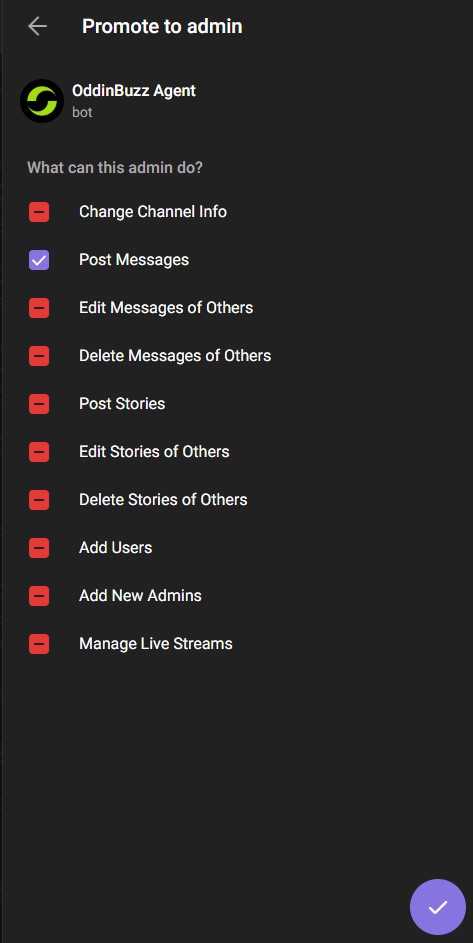 Promote to admin
OddinBuzz Agent
bot
What can this admin do?
Change Channel Info
Post Messages
Edit Messages of Others
Delete Messages of Others
Post Stories
Edit Stories of Others
Delete Stories of Others
Add Users
Add New Admins
Manage Live Streams